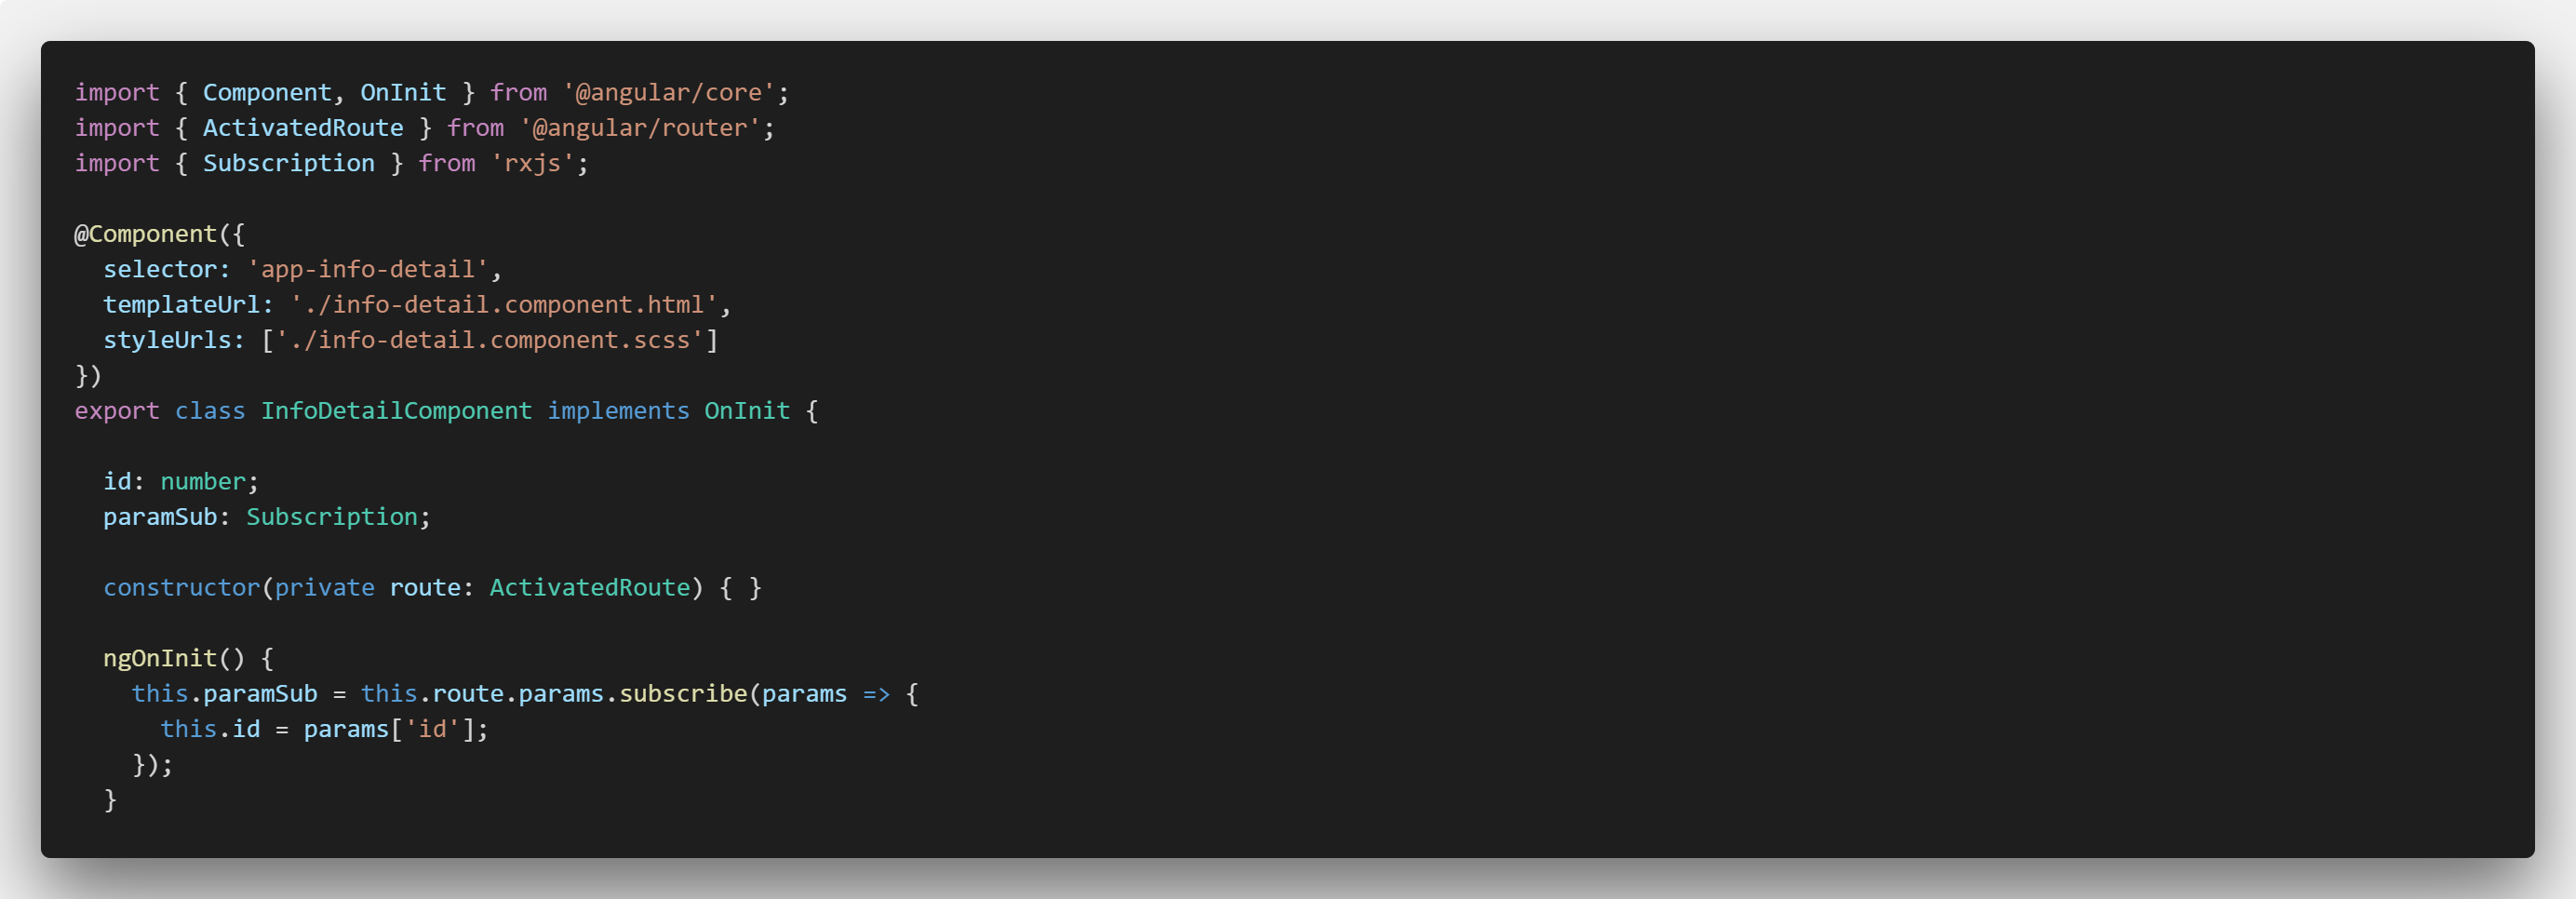 import { Component, OnInit } from '@angular/core';
import { ActivatedRoute } from '@angular/router';
import { Subscription } from 'rxjs';

@Component({
  selector: 'app-info-detail',
  templateUrl: './info-detail.component.html',
  styleUrls: ['./info-detail.component.scss']
})
export class InfoDetailComponent implements OnInit {

  id: number;
  paramSub: Subscription;

  constructor(private route: ActivatedRoute) { }

  ngOnInit() {
    this.paramSub = this.route.params.subscribe(params => {
      this.id = params['id'];
    });
  }